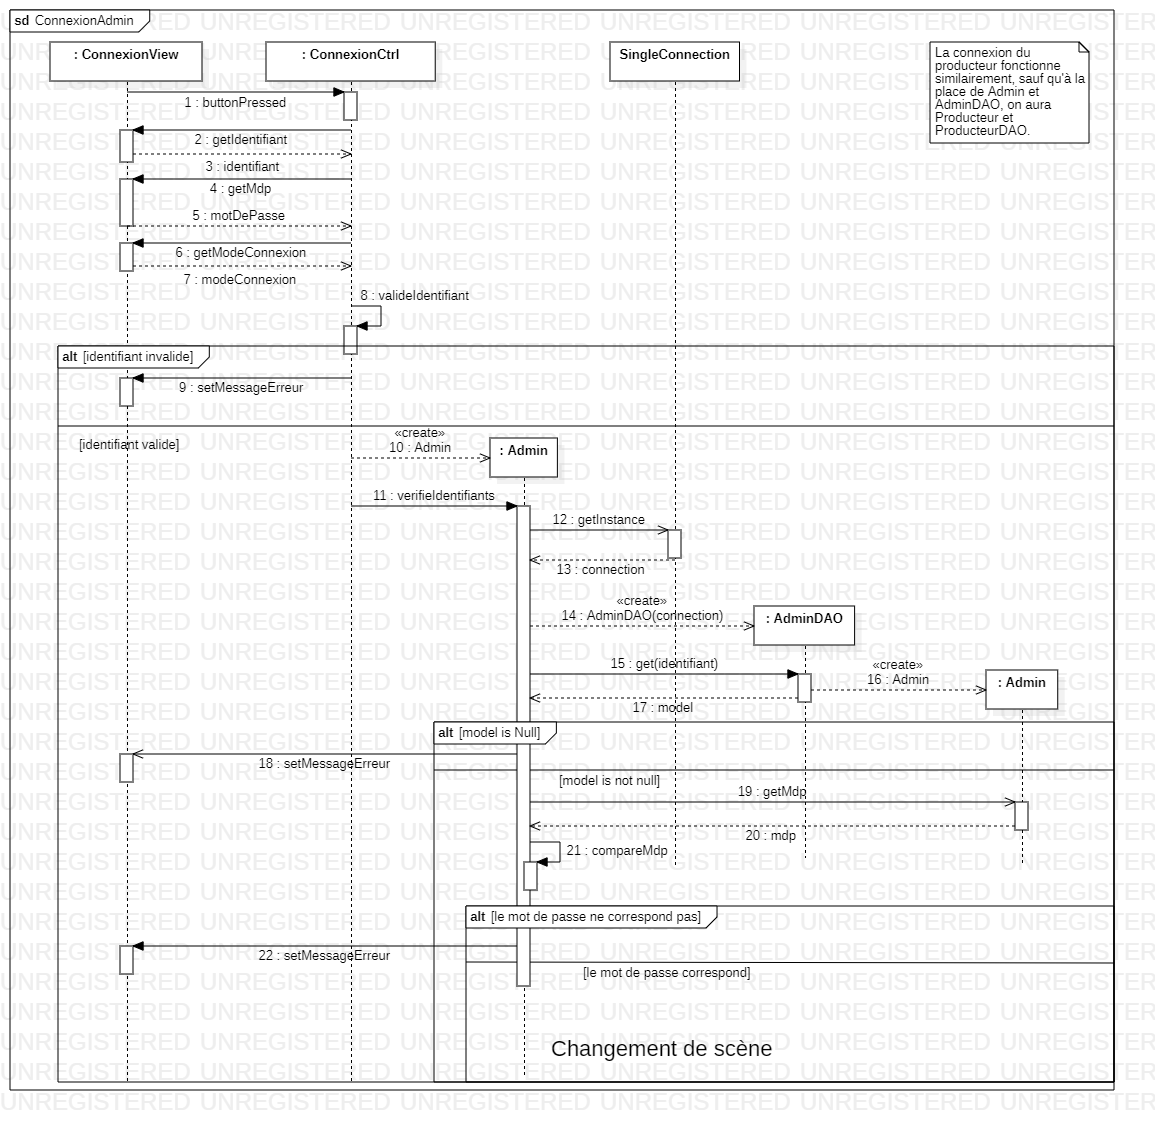 sd ConnexionAdmin
: ConnexionView
: ConnexionCtrl
SingleConnection
La connexion du
producteur fonctionne
similairement, sauf qu'à la
place de Admin et
AdminDAO, on aura
Producteur et
ProducteurDAO.
1 : buttonPressed
2 : getIdentifiant
3 : identifiant
4 : getMdp
5 : motDePasse
6 : getModeConnexion
7 : modeConnexion
8 : valideIdentifiant
alt [identifiant invalide]
9 : setMessageErreur
[identifiant valide]
«create»
10 : Admin
: Admin
11 : verifieIdentifiants
12 : getInstance
13 : connection
«create»
14 : AdminDAO(connection)
: AdminDAO
15 : get(identifiant)
«create»
16 : Admin
: Admin
17 : model
alt [model is Null]
18 : setMessageErreur
[model is not null]
19 : getMdp
20 : mdp
21 : compareMdp
alt [le mot de passe ne correspond pas]
22 : setMessageErreur
[le mot de passe correspond]
Changement de scène
UNREGISTERED UNREGISTERED UNREGISTERED UNREGISTERED UNREGISTERED UNREGISTERED